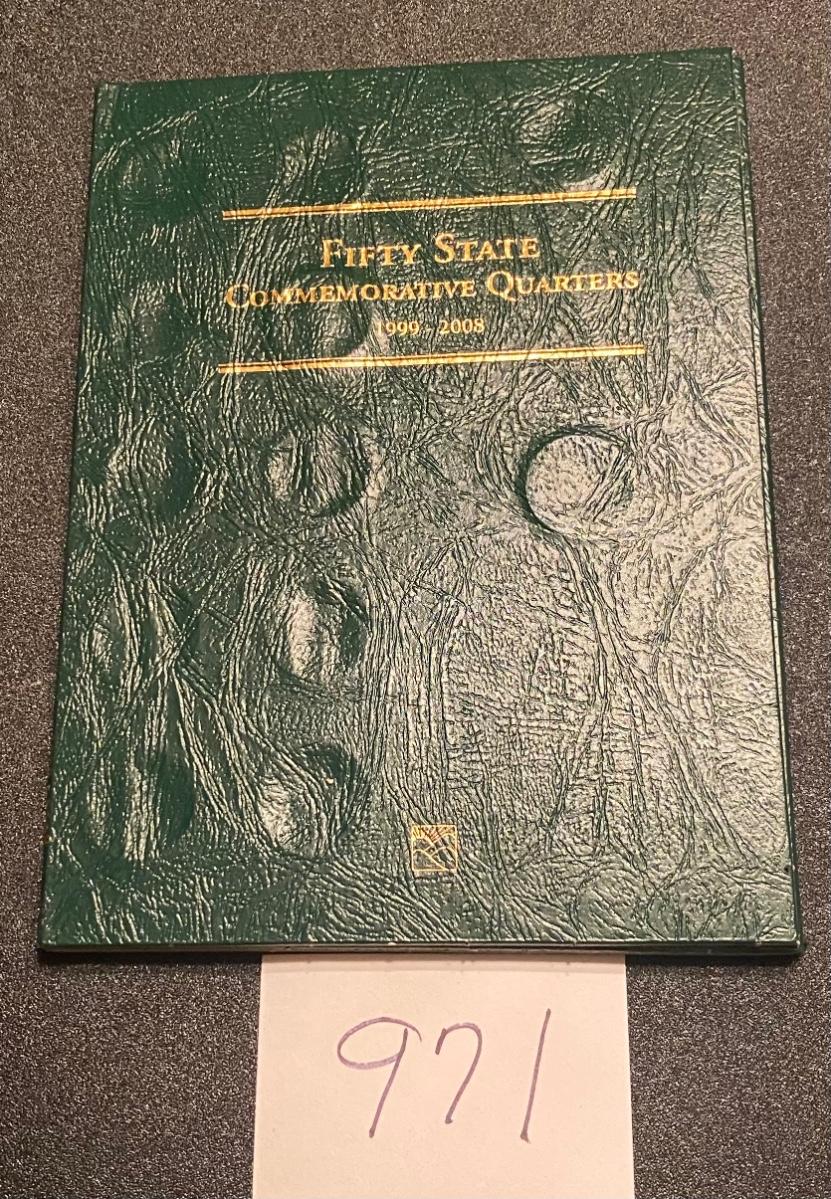 FIFTY STATE
COMMEMORATIVE QUARTERS
1999 - 2008
971